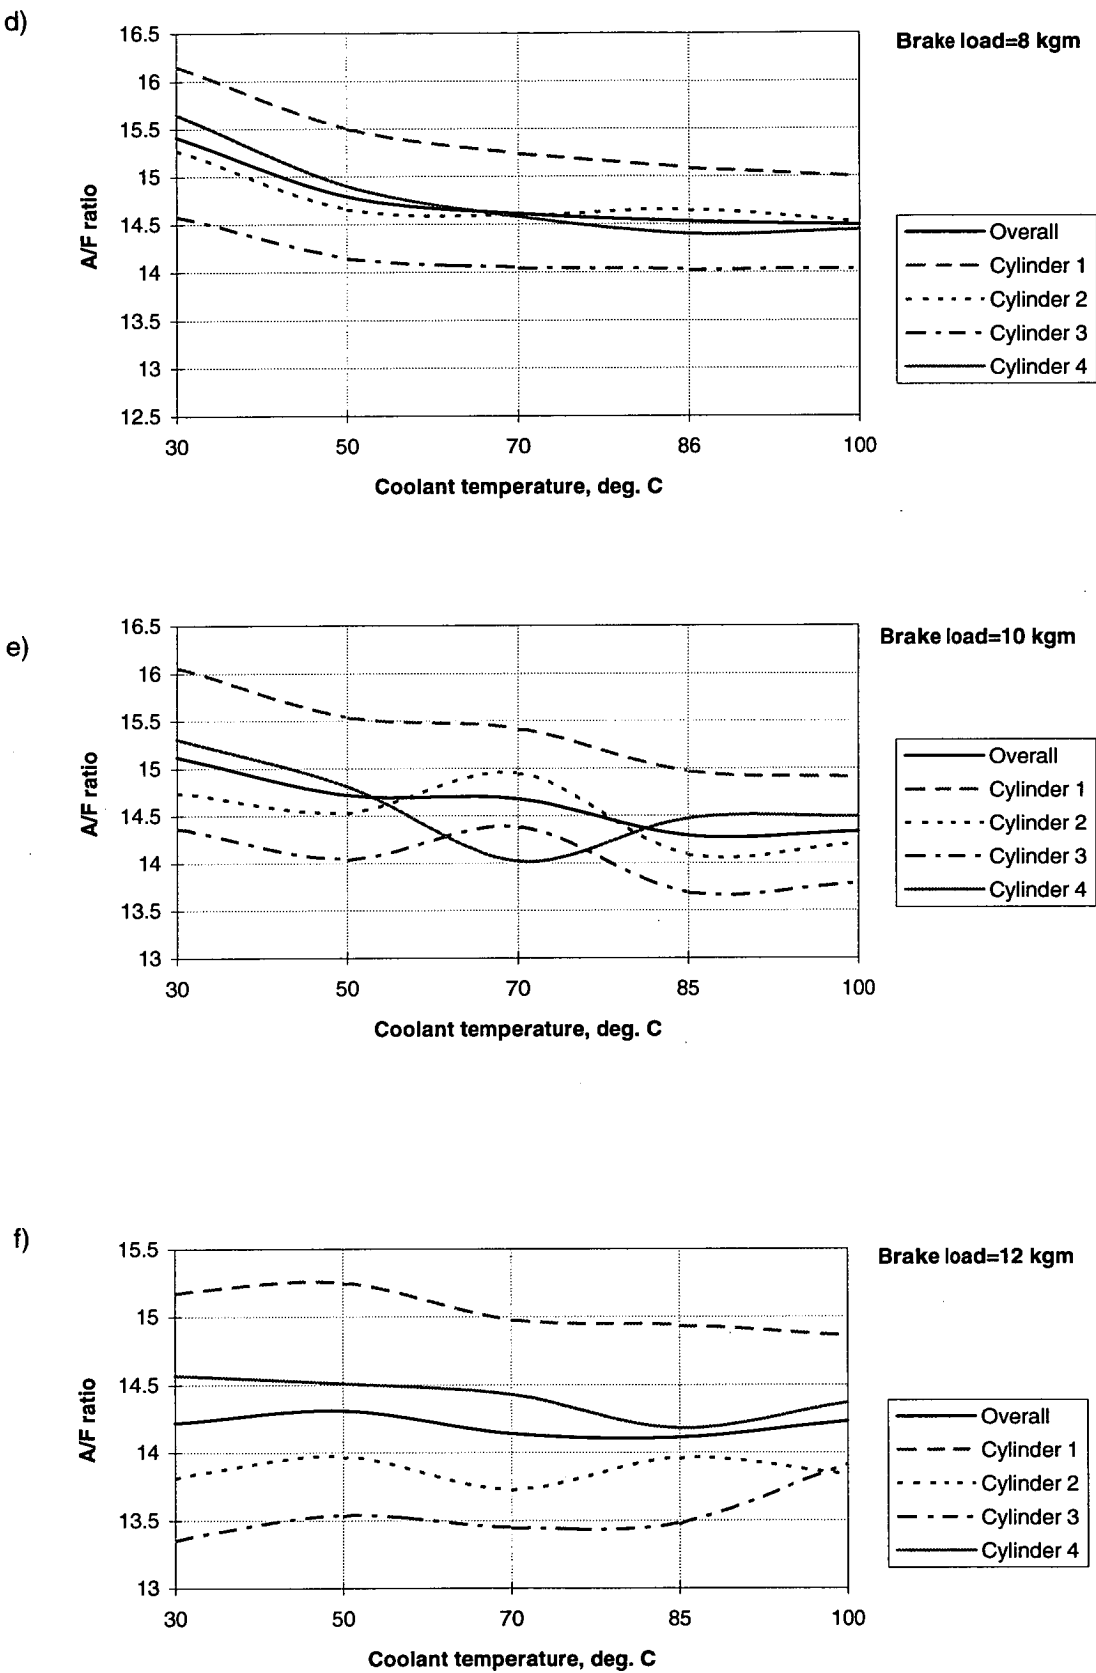 d)
Brake load=8 kgm
16.5
16
15.5
15
14.5
14
13.5
13
12.5
A/F ratio
30 50 70 86 100
Coolant temperature, deg. C
Overall
Cylinder 1
Cylinder 2
Cylinder 3
Cylinder 4
e)
Brake load=10 kgm
16.5
16
15.5
15
14.5
14
13.5
13
A/F ratio
30 50 70 85 100
Coolant temperature, deg. C
Overall
Cylinder 1
Cylinder 2
Cylinder 3
Cylinder 4
f)
Brake load=12 kgm
15.5
15
14.5
14
13.5
13
A/F ratio
30 50 70 85 100
Coolant temperature, deg. C
Overall
Cylinder 1
Cylinder 2
Cylinder 3
Cylinder 4